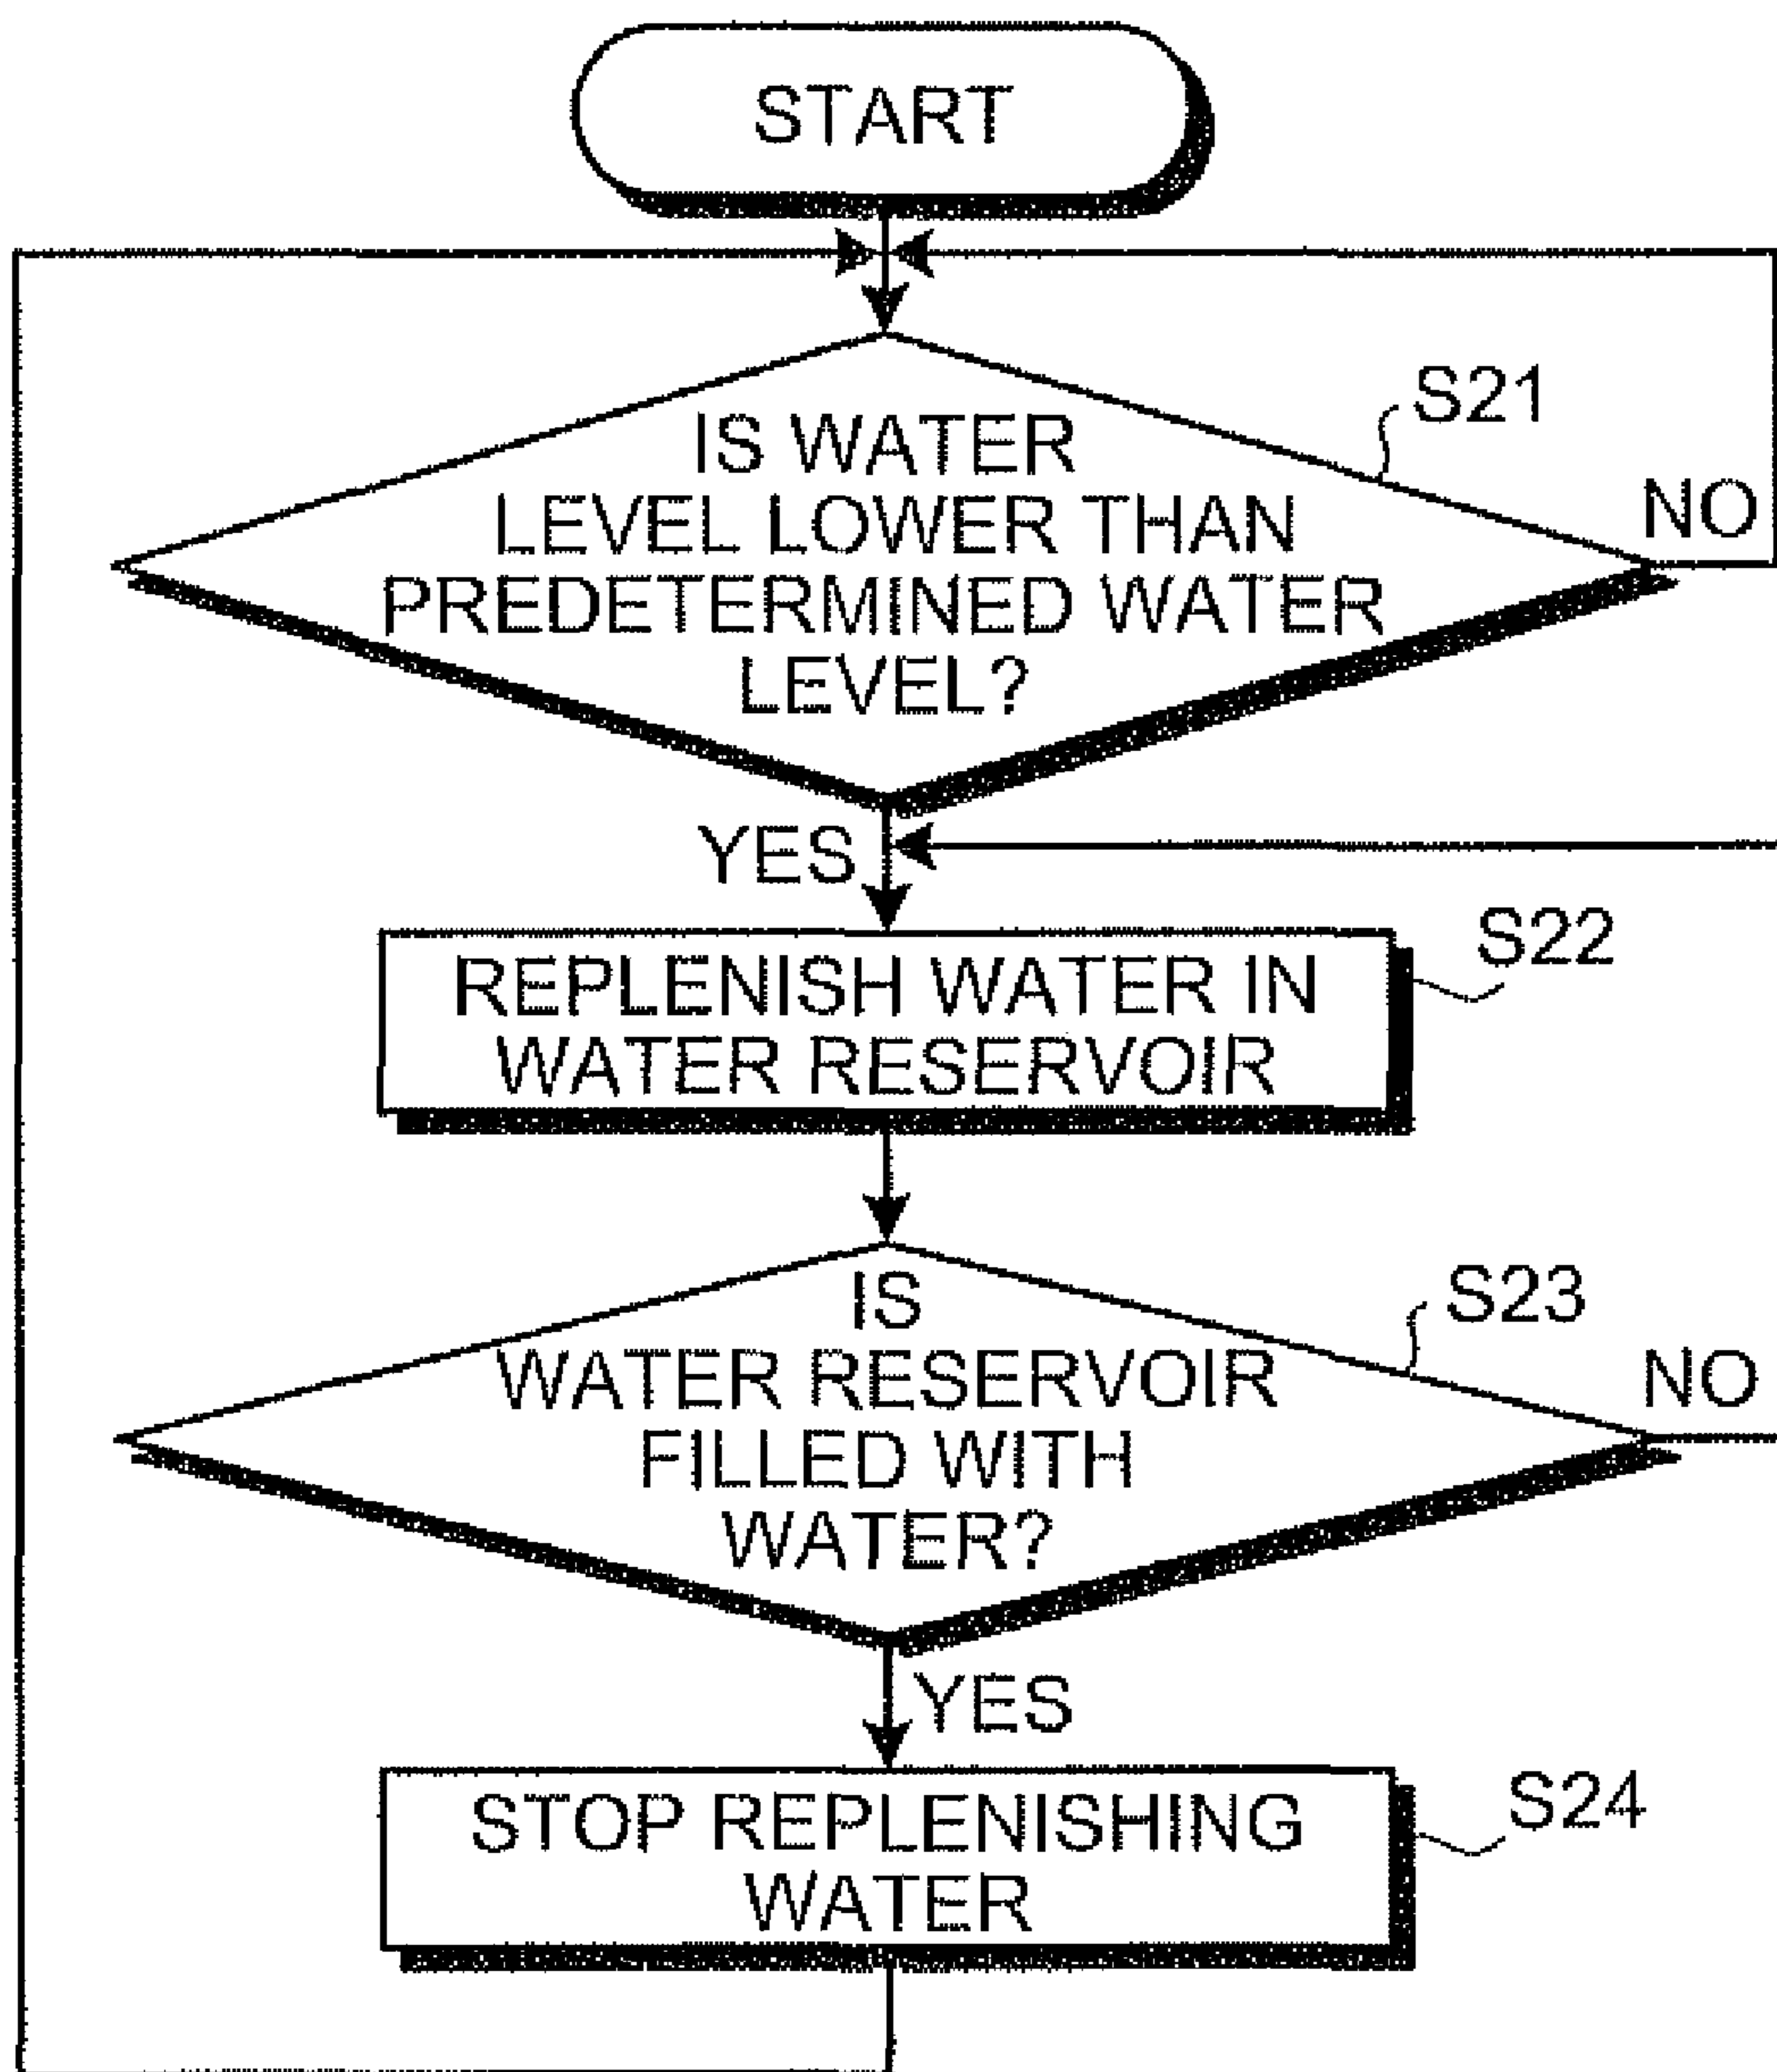 START
S21
IS WATER
LEVEL LOWER THAN
PREDETERMINED WATER
LEVEL?
NO
YES
S22
REPLENISH WATER IN
WATER RESERVOIR
S23
IS
WATER RESERVOIR
FILLED WITH
WATER?
NO
YES
S24
STOP REPLENISHING
WATER